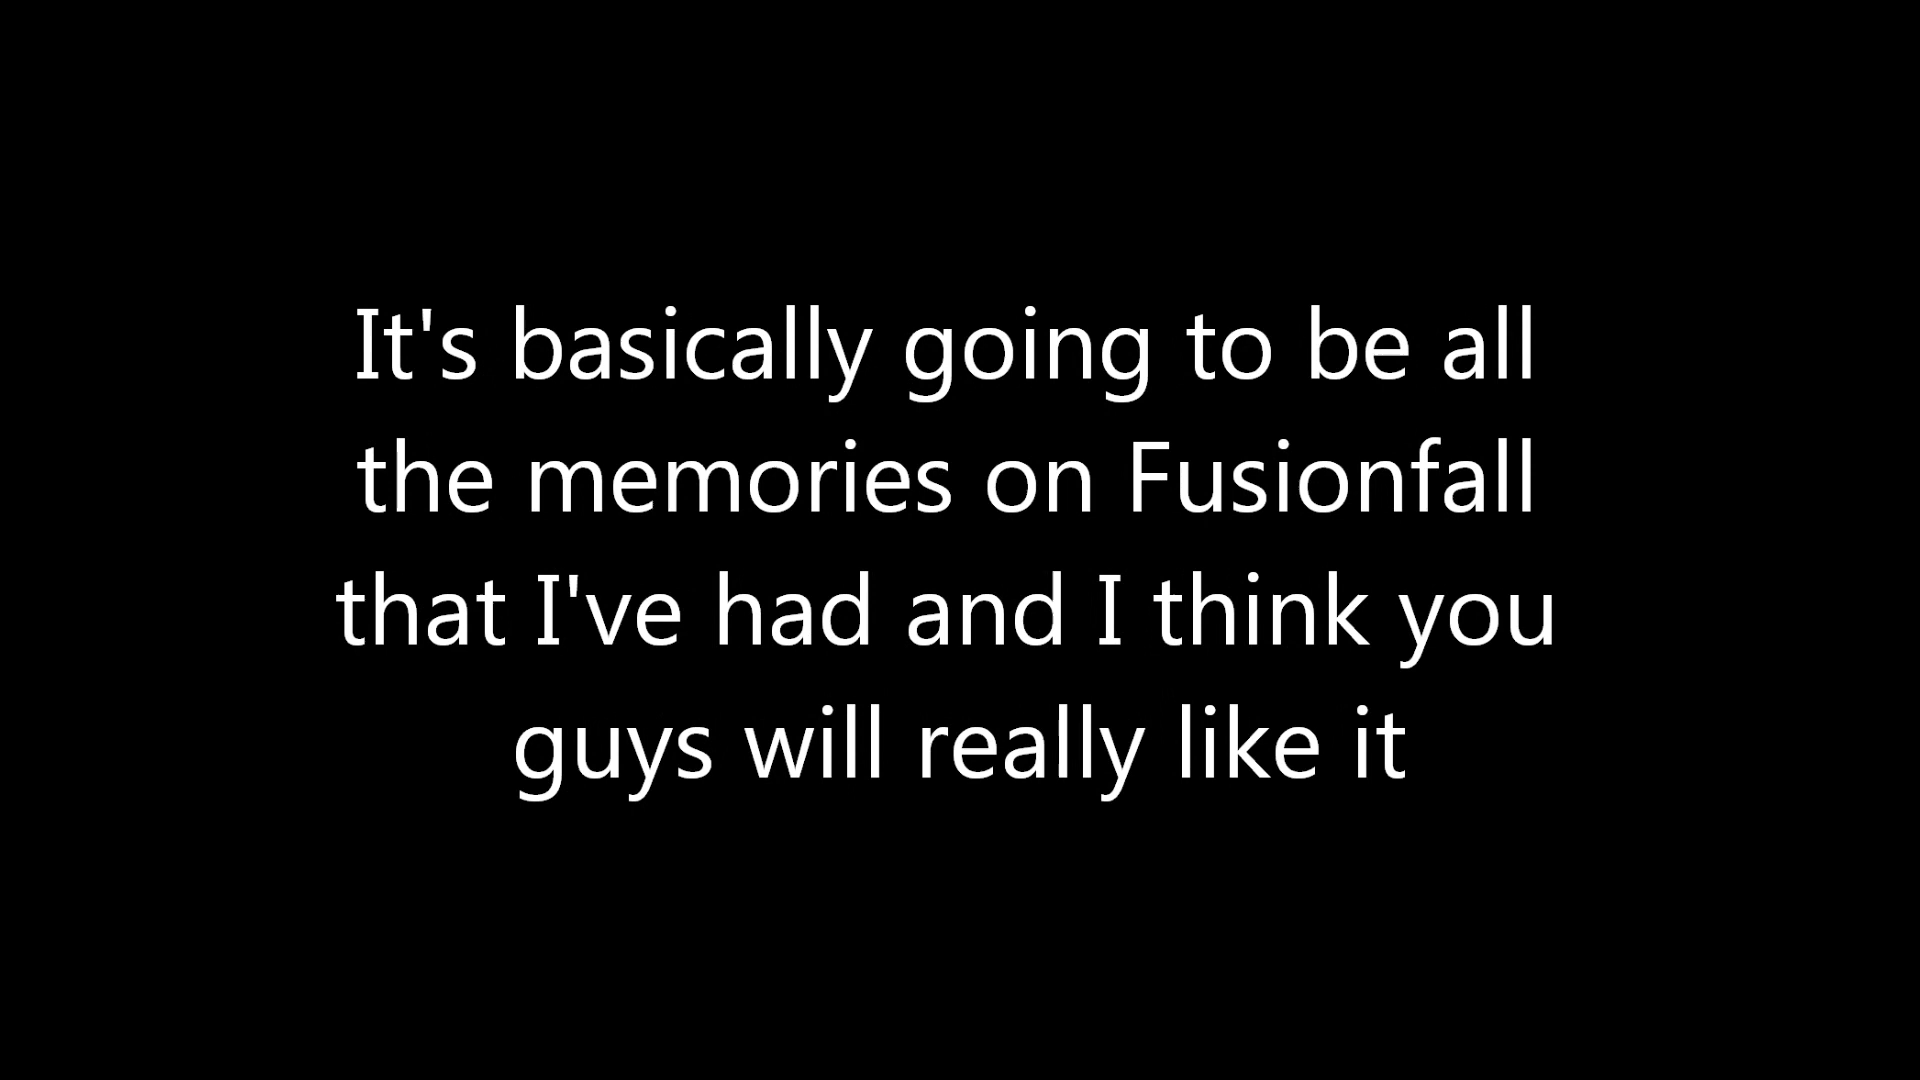 It's basically going to be all
the memories on Fusionfall
that I've had and I think you
guys will really like it